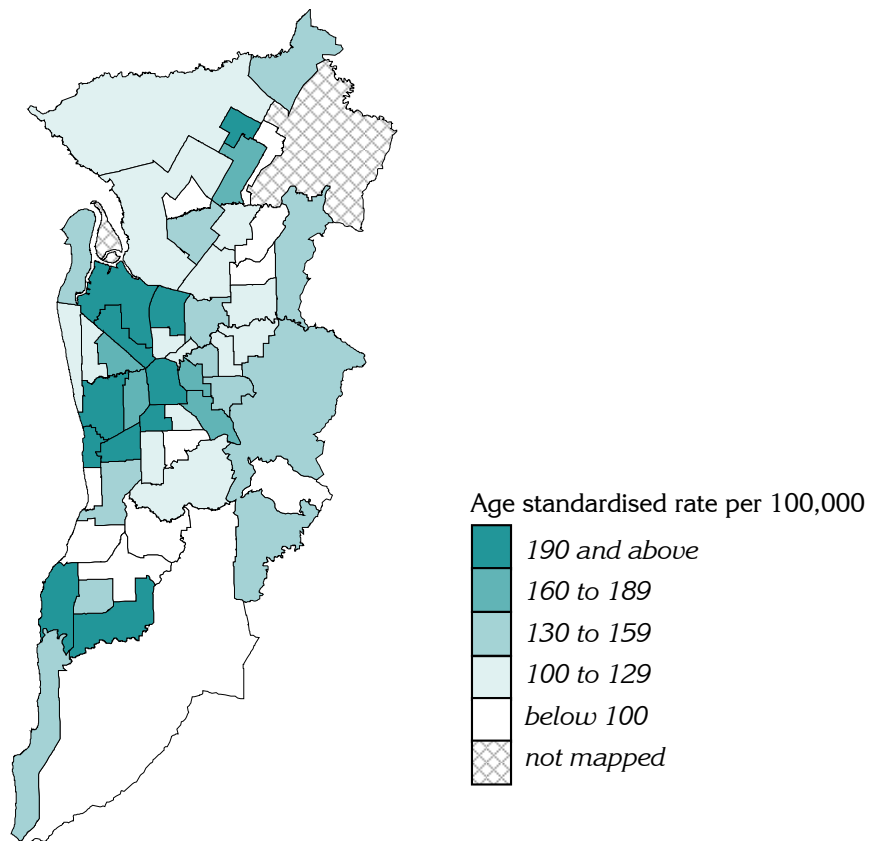 Age standardised rate per 100,000
190 and above
160 to 189
130 to 159
100 to 129
below 100
not mapped